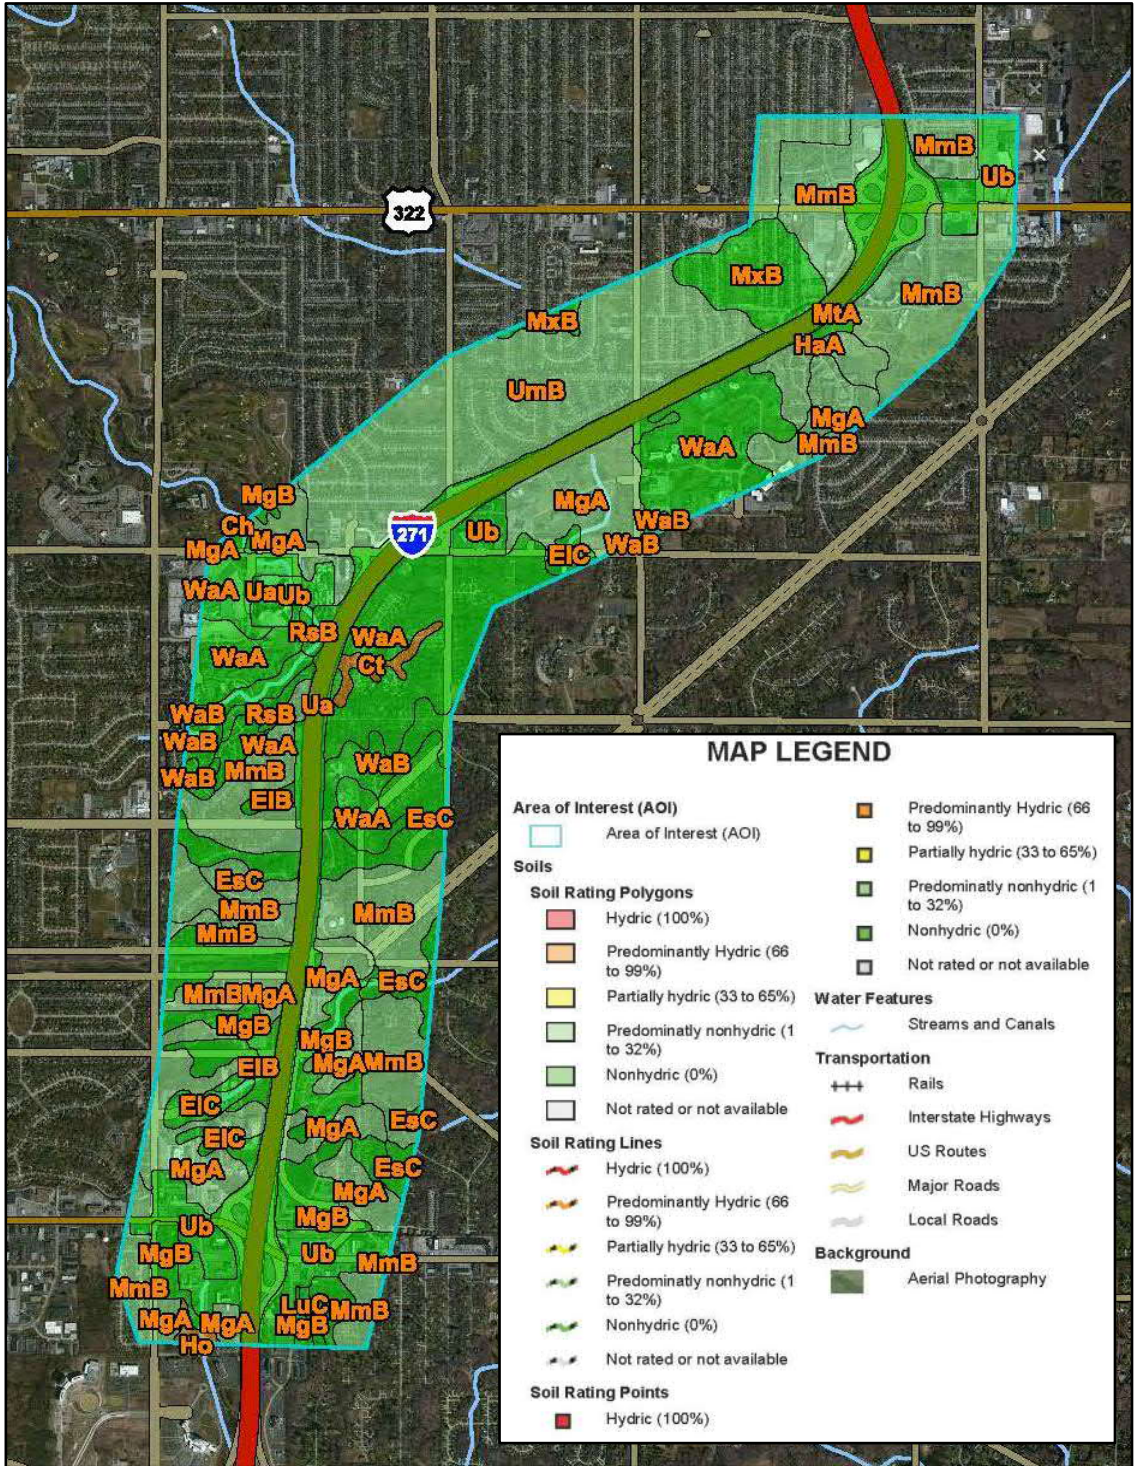 MmB
Ub
MmB
322
MxB
MmB
MxB
MtA
HaA
UmB
MgA
WaA
MmB
MgB
MgA
Ch
WaB
271
Ub
MgA
MgA
WaB
ElC
WaA
Ua
Ub
RsB
WaA
WaA
Ct
Ua
WaB
RsB
WaB
WaA
WaB
MmB
WaB
ElB
WaA
EsC
EsC
MmB
MmB
MmB
MgA
EsC
MmB
MgA
MgB
MgB
ElB
MgA
MmB
ElC
EsC
MgA
ElC
MgA
EsC
MgA
MgB
Ub
MgB
Ub
MmB
MmB
LuC
MmB
MgA
MgA
MgB
Ho
MAP LEGEND
Area of Interest (AOI)
Area of Interest (AOI)
Soils
Soil Rating Polygons
Hydric (100%)
Predominantly Hydric (66
to 99%)
Partially hydric (33 to 65%)
Predominatly nonhydric (1
to 32%)
Nonhydric (0%)
Not rated or not available
Soil Rating Lines
Hydric (100%)
Predominantly Hydric (66
to 99%)
Partially hydric (33 to 65%)
Predominatly nonhydric (1
to 32%)
Nonhydric (0%)
Not rated or not available
Soil Rating Points
Hydric (100%)
Predominantly Hydric (66
to 99%)
Partially hydric (33 to 65%)
Predominatly nonhydric (1
to 32%)
Nonhydric (0%)
Not rated or not available
Water Features
Streams and Canals
Transportation
Rails
Interstate Highways
US Routes
Major Roads
Local Roads
Background
Aerial Photography